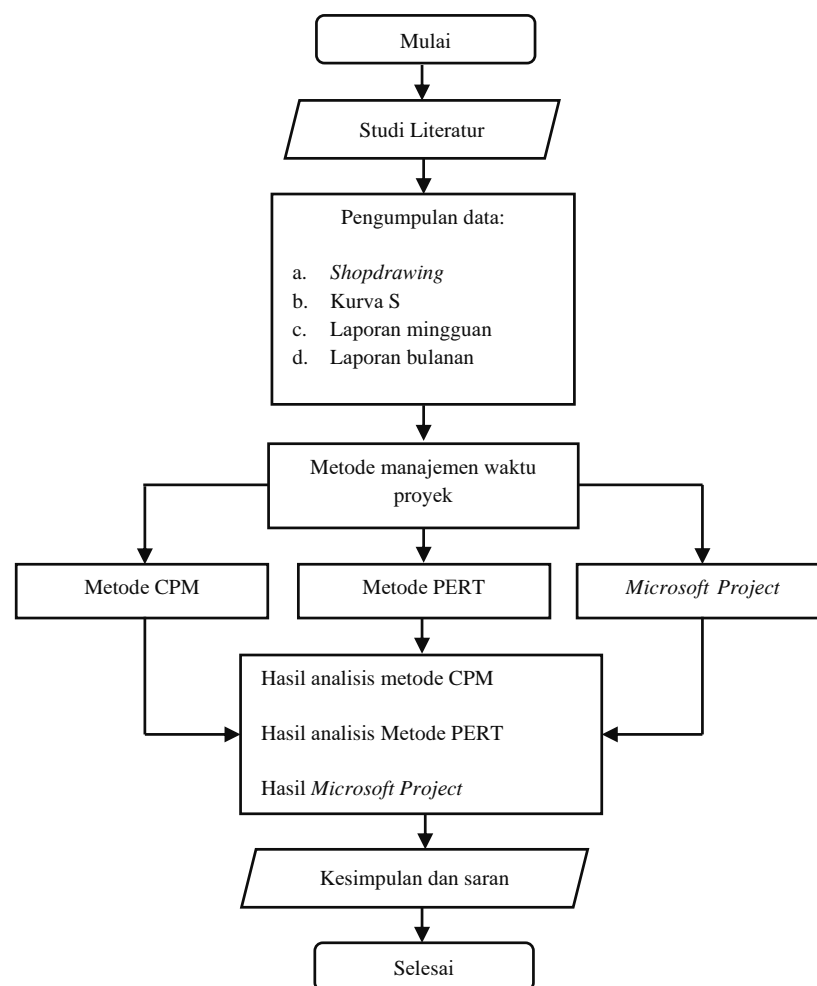 Mulai
Studi Literatur
Pengumpulan data:
a. Shopdrawing
b. Kurva S
c. Laporan mingguan
d. Laporan bulanan
Metode manajemen waktu
proyek
Metode CPM
Metode PERT
Microsoft Project
Hasil analisis metode CPM
Hasil analisis Metode PERT
Hasil Microsoft Project
Kesimpulan dan saran
Selesai